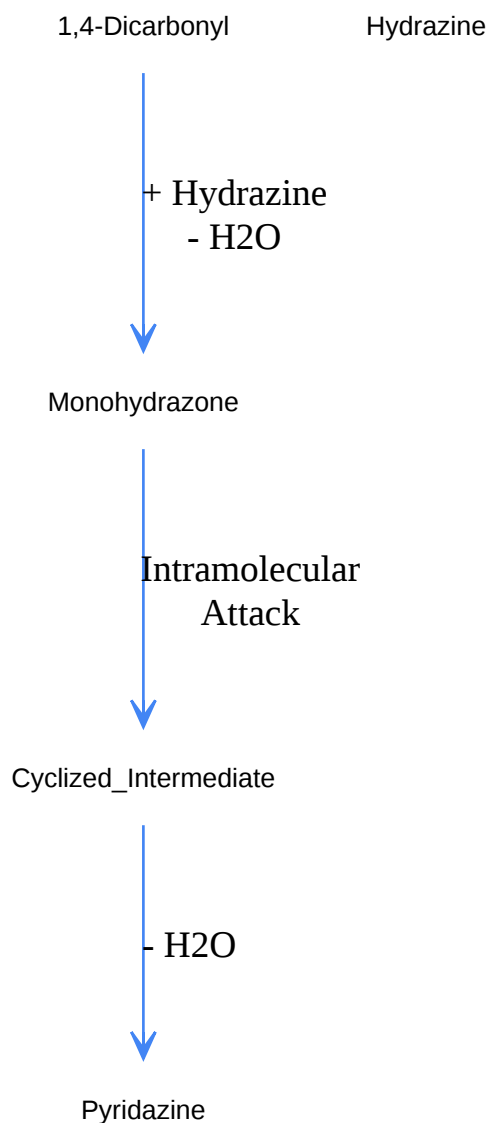 1,4-Dicarbonyl
Hydrazine
+ Hydrazine
- H2O
Monohydrazone
Intramolecular
Attack
Cyclized_Intermediate
- H2O
Pyridazine